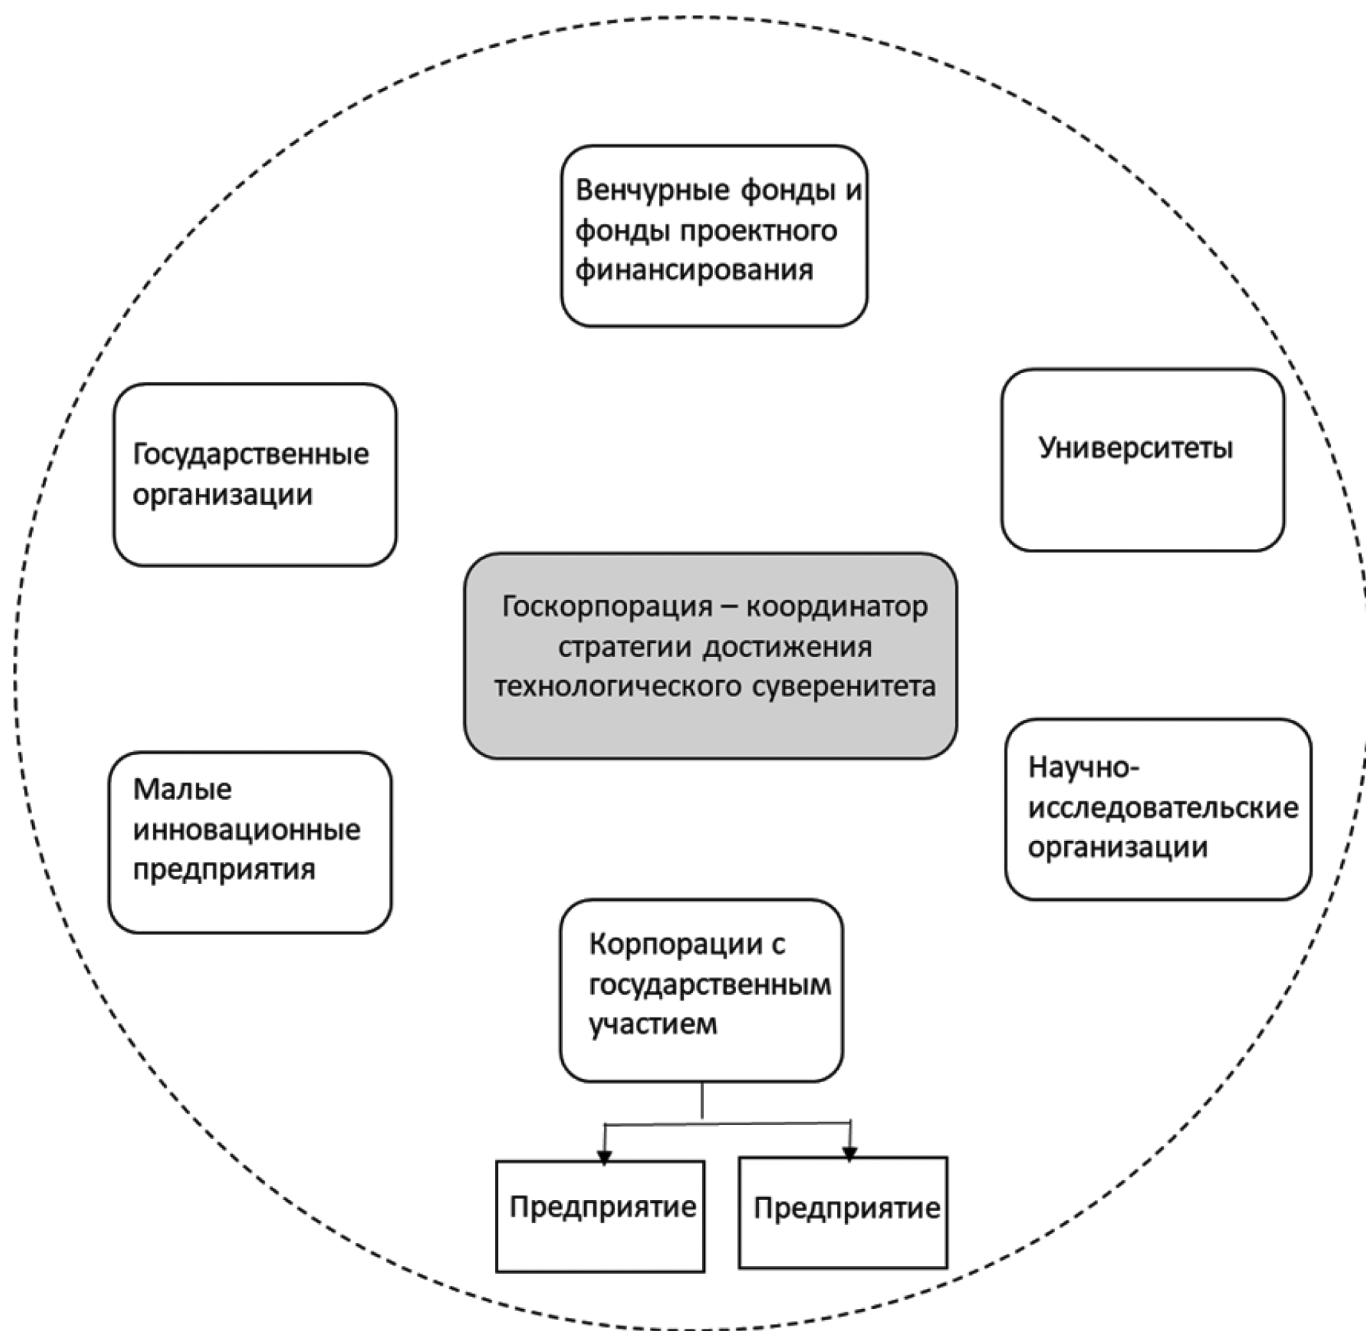 Венчурные фонды и
фонды проектного
финансирования
Государственные
организации
Университеты
Госкорпорация – координатор
стратегии достижения
технологического суверенитета
Малые
инновационные
предприятия
Научно-
исследовательские
организации
Корпорации с
государственным
участием
Предприятие
Предприятие